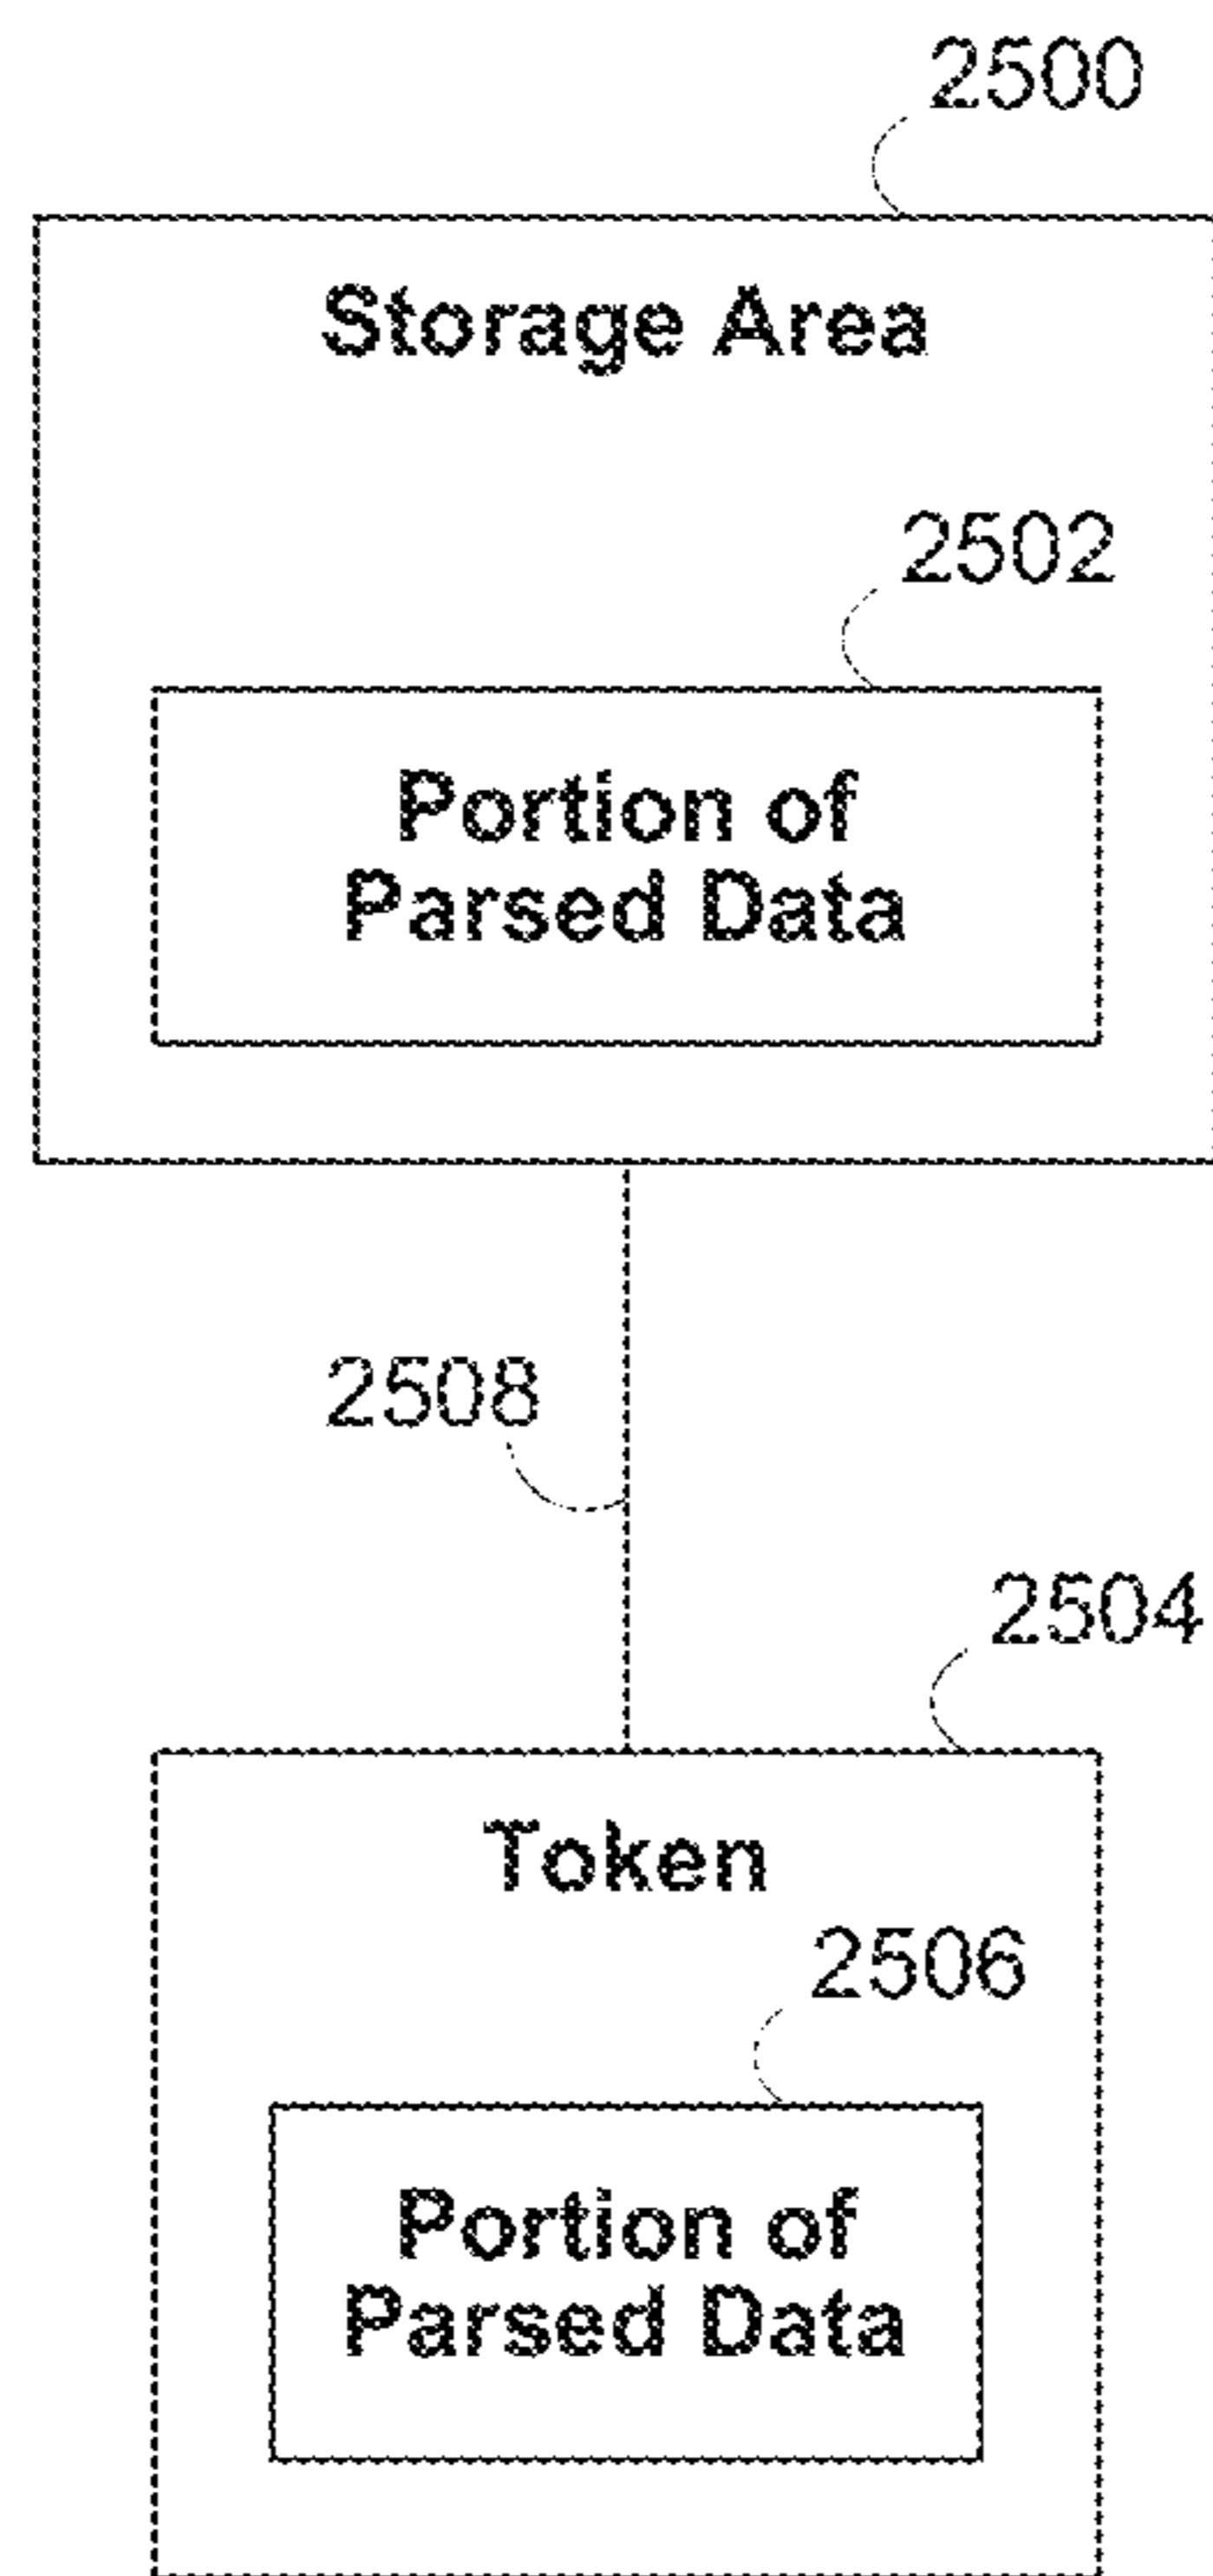 2500
Storage Area
2502
Portion of
Parsed Data
2508
2504
Token
2506
Portion of
Parsed Data